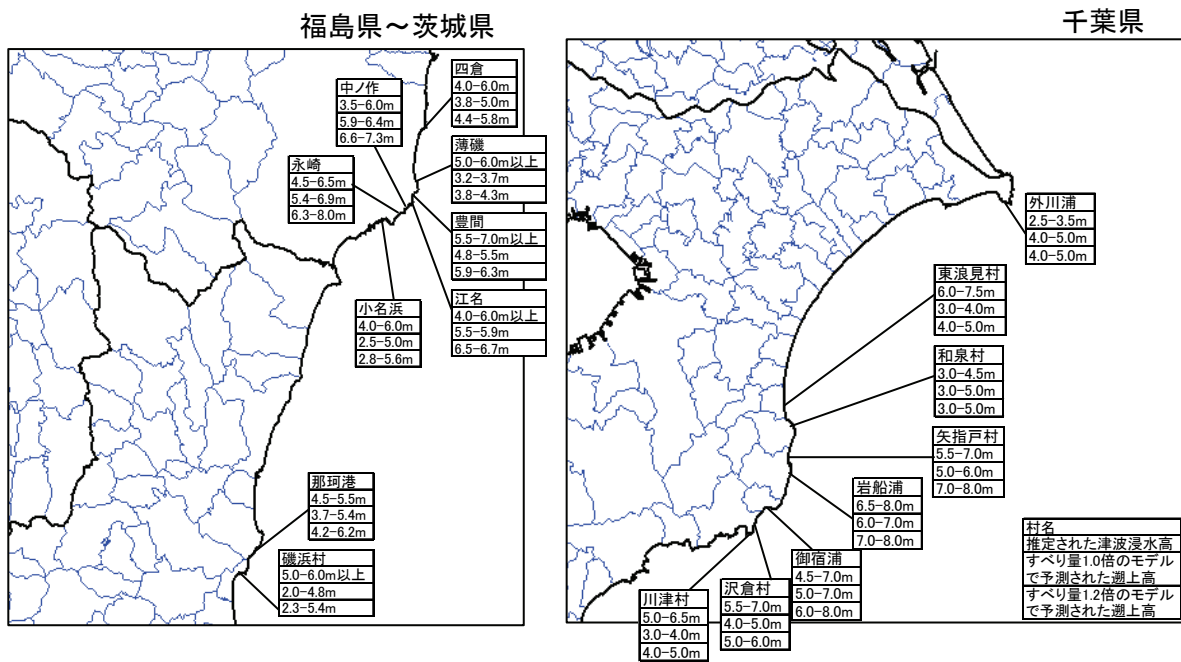 福島県～茨城県
四倉
4.0-6.0m
3.8-5.0m
4.4-5.8m
中ノ作
3.5-6.0m
5.9-6.4m
6.6-7.3m
薄磯
5.0-6.0m以上
3.2-3.7m
3.8-4.3m
永崎
4.5-6.5m
5.4-6.9m
6.3-8.0m
豊間
5.5-7.0m以上
4.8-5.5m
5.9-6.3m
江名
4.0-6.0m以上
5.5-5.9m
6.5-6.7m
小名浜
4.0-6.0m
2.5-5.0m
2.8-5.6m
那珂港
4.5-5.5m
3.7-5.4m
4.2-6.2m
磯浜村
5.0-6.0m以上
2.0-4.8m
2.3-5.4m
千葉県
外川浦
2.5-3.5m
4.0-5.0m
4.0-5.0m
東浪見村
6.0-7.5m
3.0-4.0m
4.0-5.0m
和泉村
3.0-4.5m
3.0-5.0m
3.0-5.0m
矢指戸村
5.5-7.0m
5.0-6.0m
7.0-8.0m
岩船浦
6.5-8.0m
6.0-7.0m
7.0-8.0m
御宿浦
4.5-7.0m
5.0-7.0m
6.0-8.0m
沢倉村
5.5-7.0m
4.0-5.0m
5.0-6.0m
川津村
5.0-6.5m
3.0-4.0m
4.0-5.0m
村名
推定された津波浸水高
すべり量1.0倍のモデル
で予測された遡上高
すべり量1.2倍のモデル
で予測された遡上高